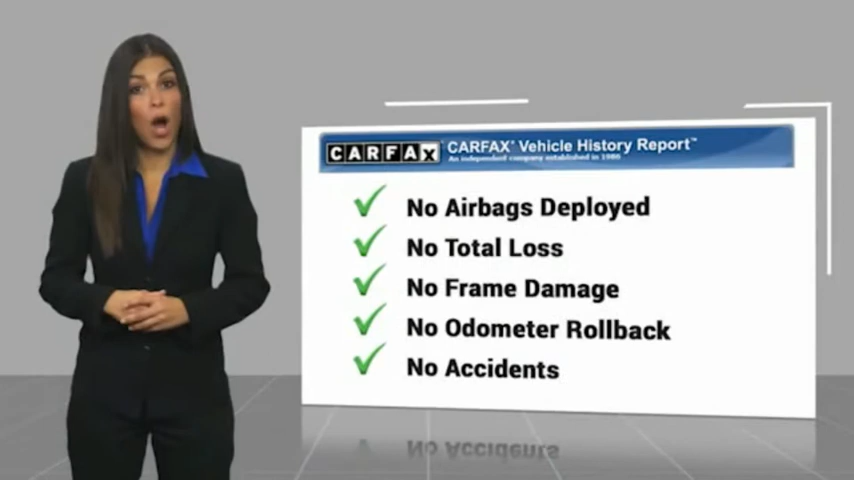 CARFAX CARFAX® Vehicle History Report™
An independent company established in 1986
No Airbags Deployed
No Total Loss
No Frame Damage
No Odometer Rollback
No Accidents
No Accidents